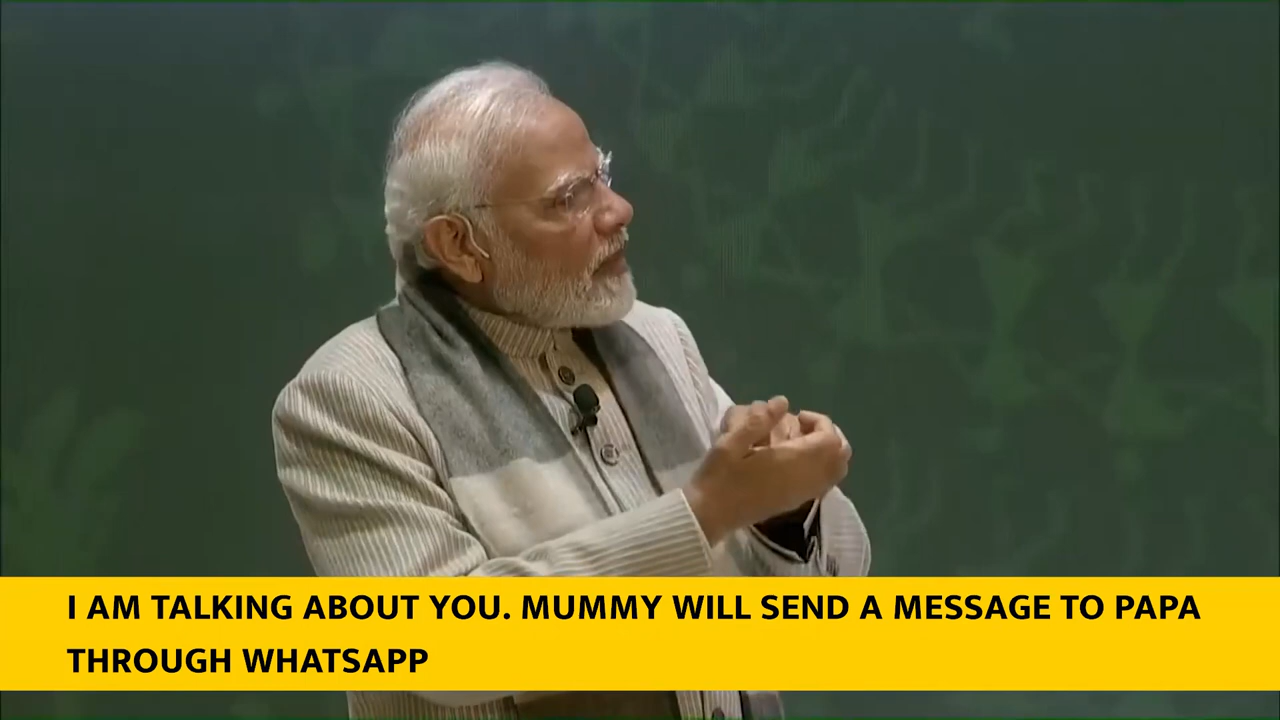 I AM TALKING ABOUT YOU. MUMMY WILL SEND A MESSAGE TO PAPA
THROUGH WHATSAPP